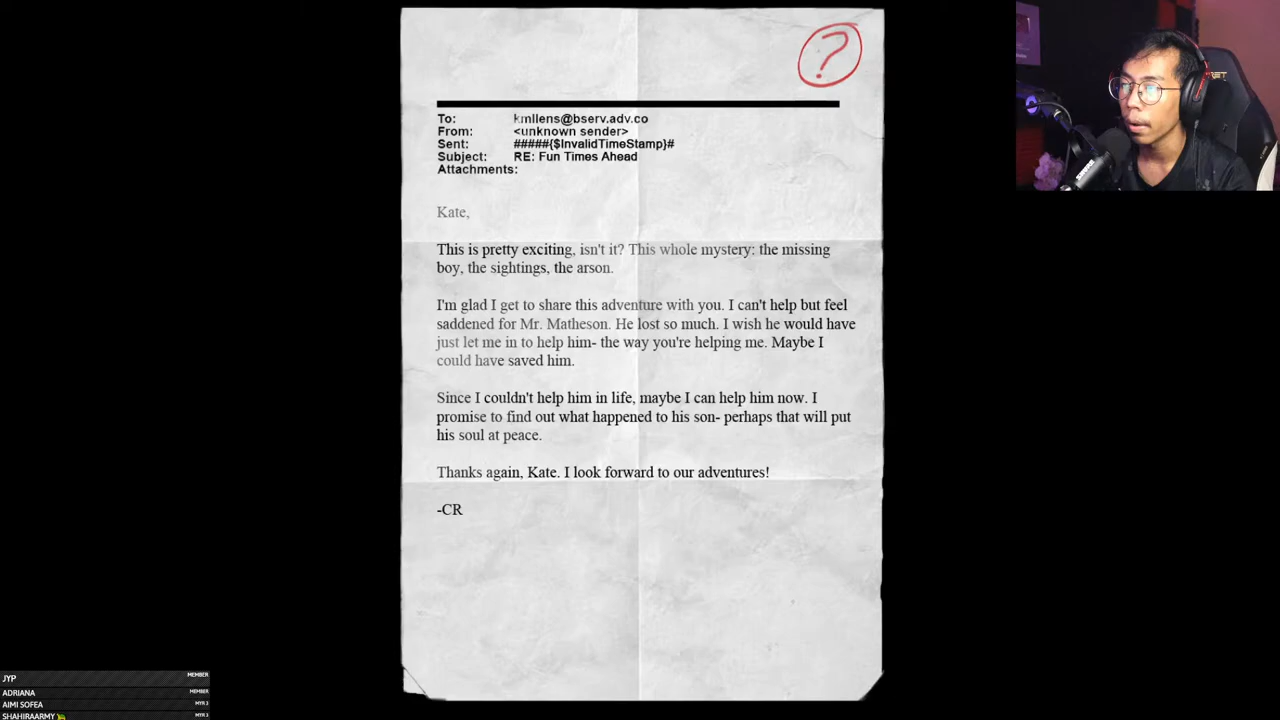 ?
To: kmllens@bserv.adv.co
From: <unknown sender>
Sent: #####{$InvalidTimeStamp}#
Subject: RE: Fun Times Ahead
Attachments:
Kate,
This is pretty exciting, isn't it? This whole mystery: the missing
boy, the sightings, the arson.
I'm glad I get to share this adventure with you. I can't help but feel
saddened for Mr. Matheson. He lost so much. I wish he would have
just let me in to help him- the way you're helping me. Maybe I
could have saved him.
Since I couldn't help him in life, maybe I can help him now. I
promise to find out what happened to his son- perhaps that will put
his soul at peace.
Thanks again, Kate. I look forward to our adventures!
-CR
JYP MEMBER
ADRIANA MEMBER
AIMI SOFEA MYR 3
SHAHIRAARMY MYR 3